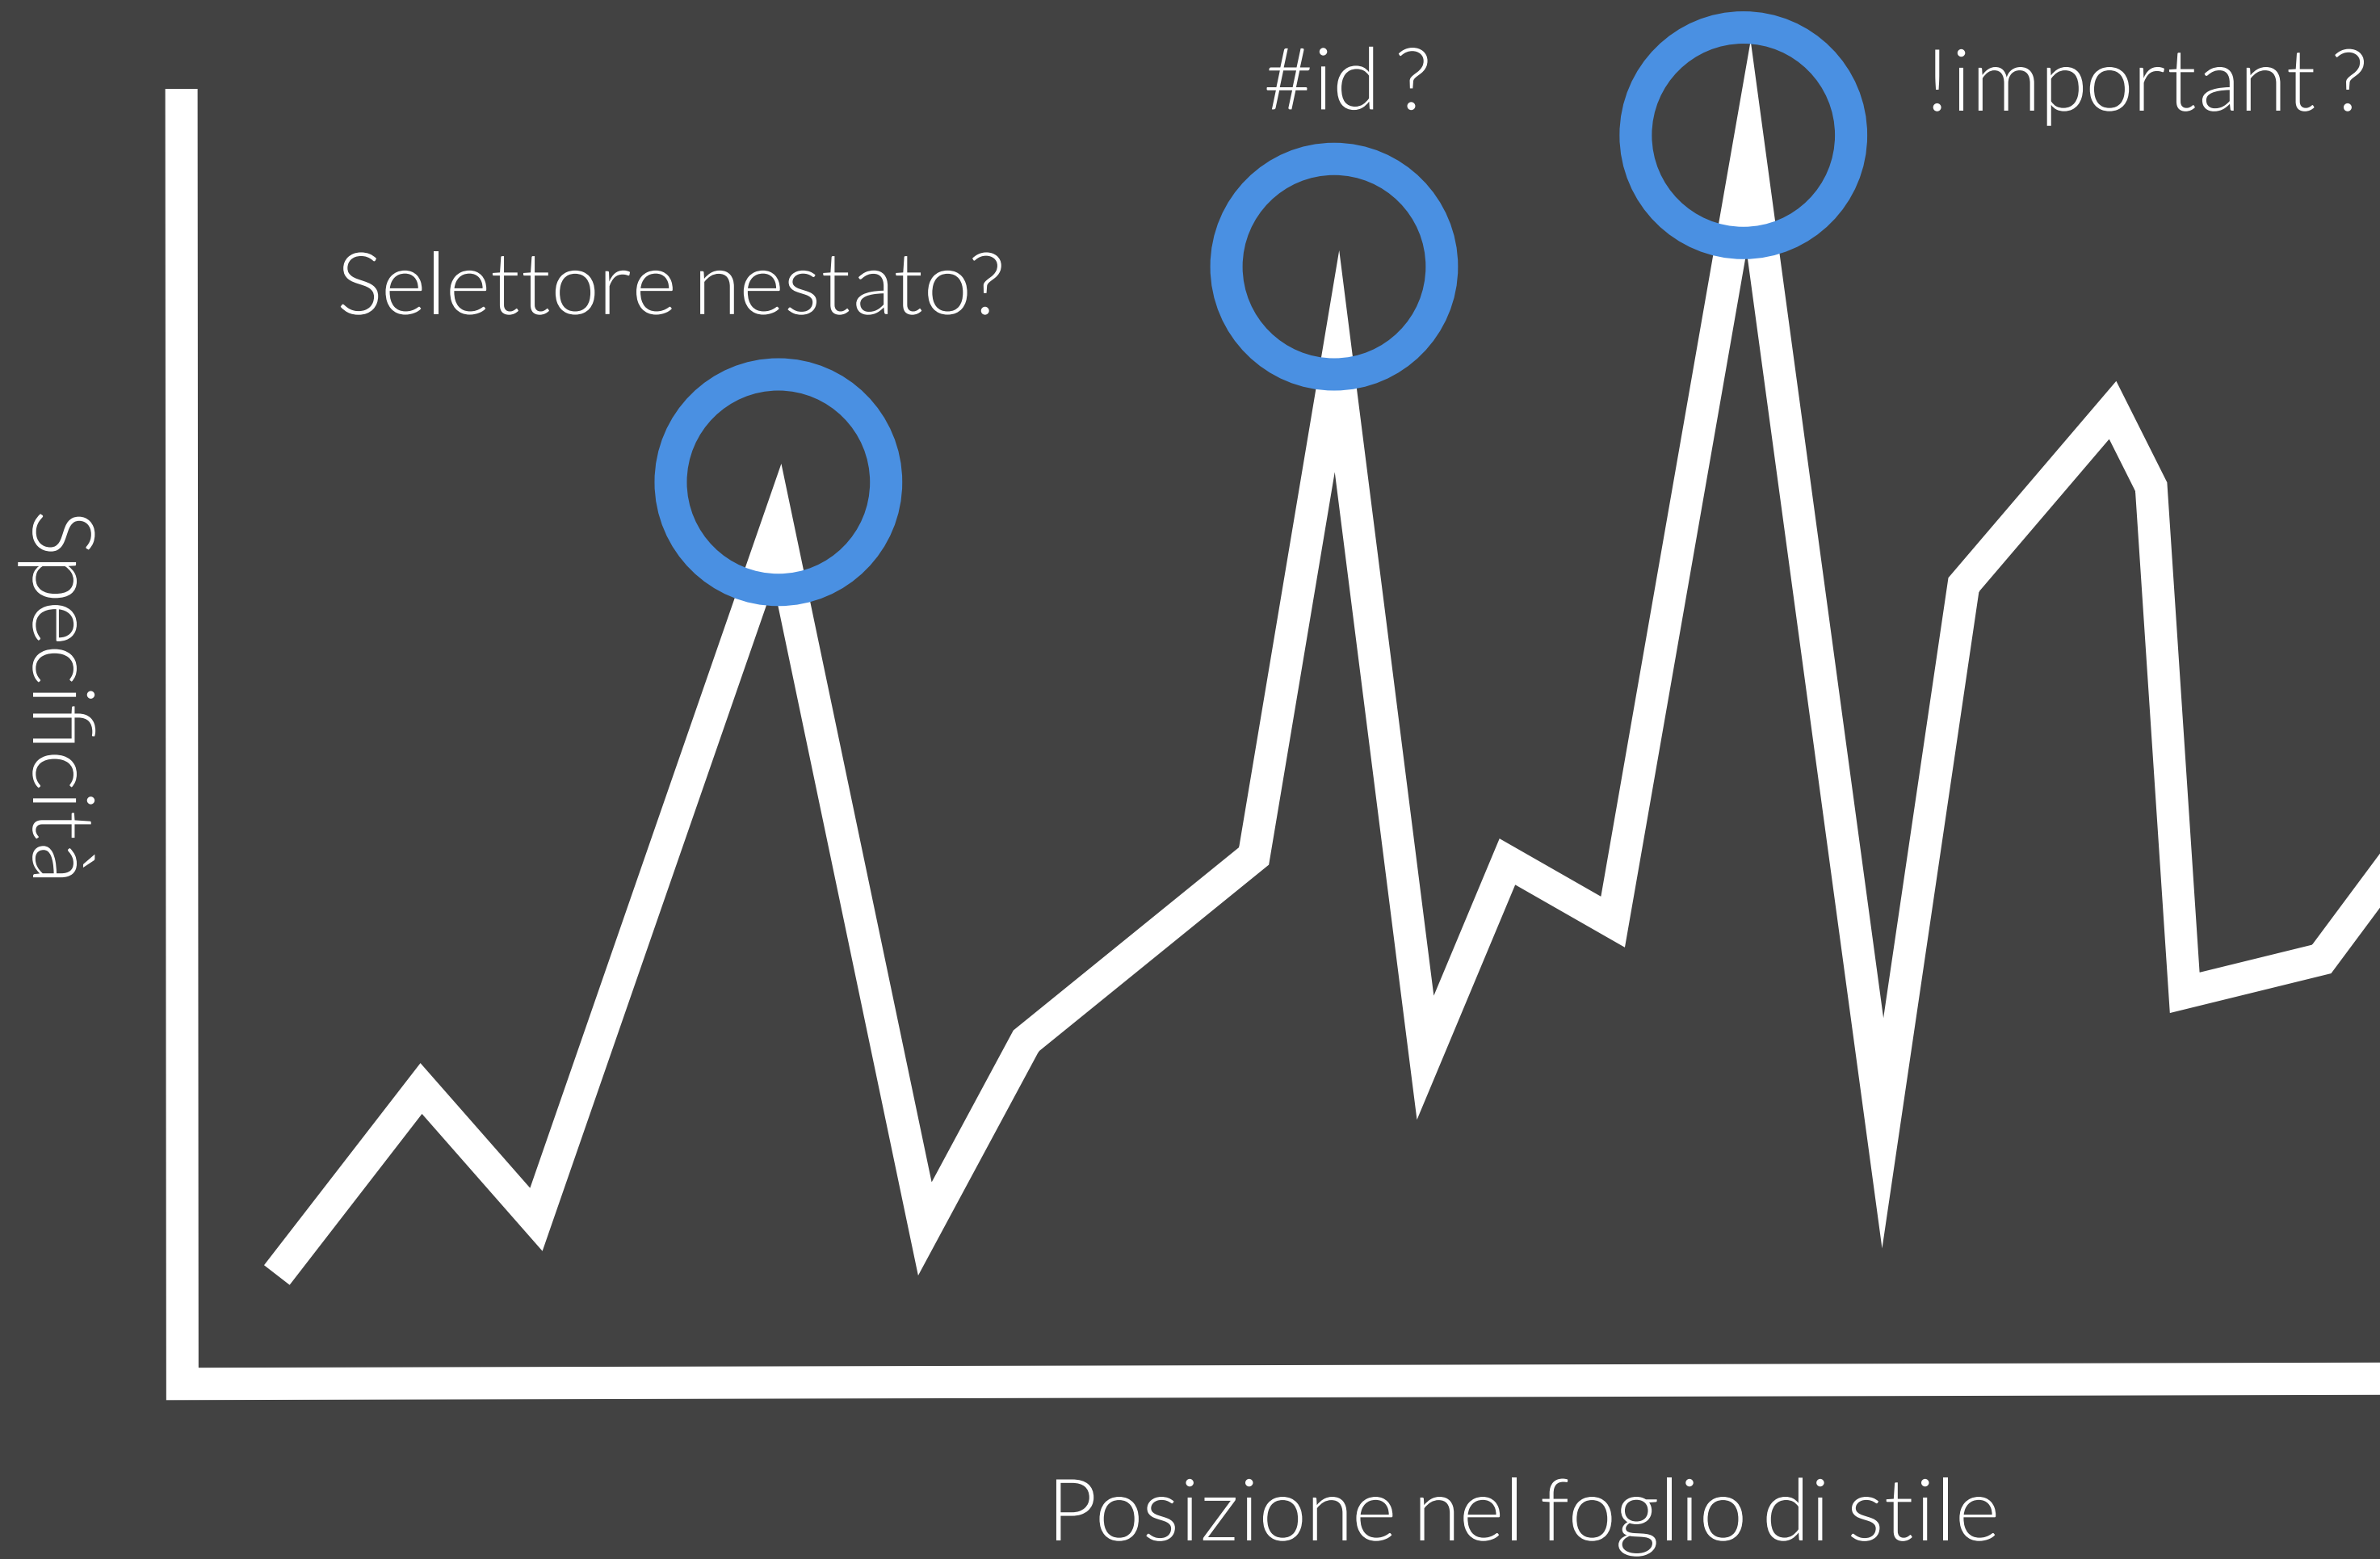 #id ?
!important ?
Selettore nestato?
Specificità
Posizione nel foglio di stile